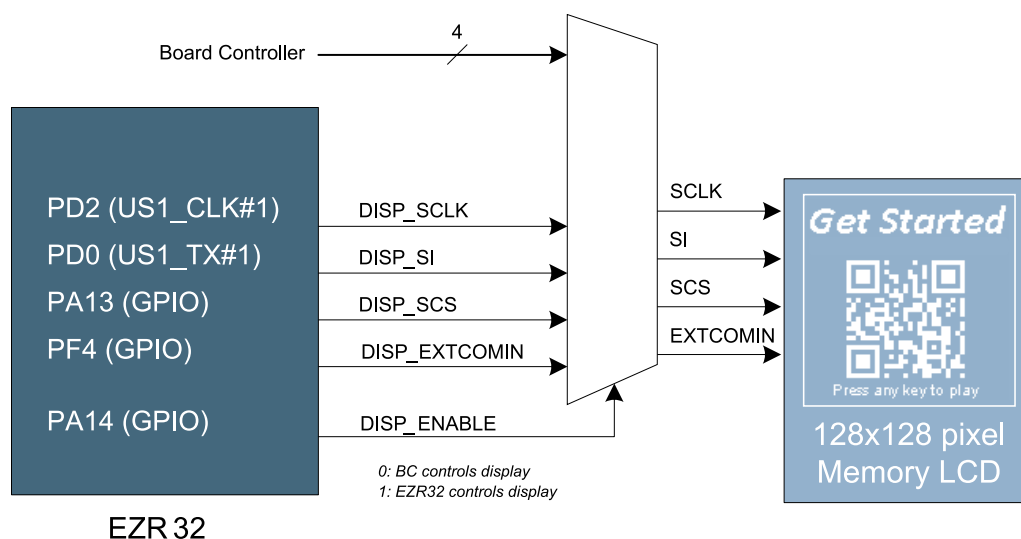 4
Board Controller
PD2 (US1_CLK#1)
PD0 (US1_TX#1)
PA13 (GPIO)
PF4 (GPIO)
PA14 (GPIO)
EZR 32
DISP_SCLK
DISP_SI
DISP_SCS
DISP_EXTCOMIN
DISP_ENABLE
0: BC controls display
1: EZR32 controls display
SCLK
SI
SCS
EXTCOMIN
Get Started
Press any key to play
128x128 pixel
Memory LCD